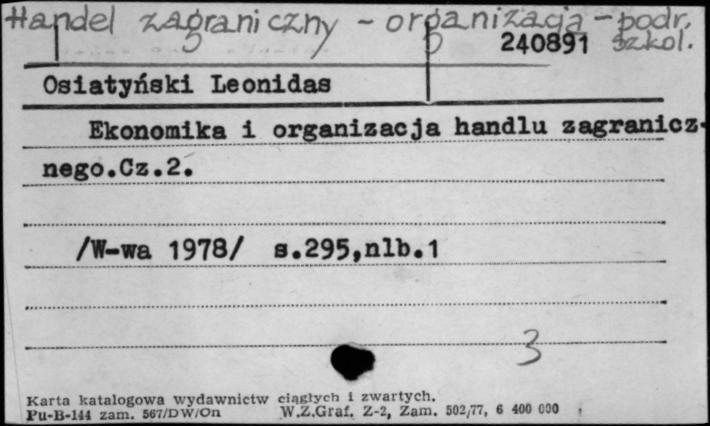 Handel zagraniczny - organizacja - podr.
szkol.
240891
Osiatyński Leonidas
Ekonomika i organizacja handlu zagranicz-
nego.Cz.2.
/W-wa 1978/ s.295,nlb.1
3
Karta katalogowa wydawnictw ciągłych i zwartych.
Pu-B-144 zam. 567/DW/On W.Z.Graf. Z-2, Zam. 502/77, 6 400 000